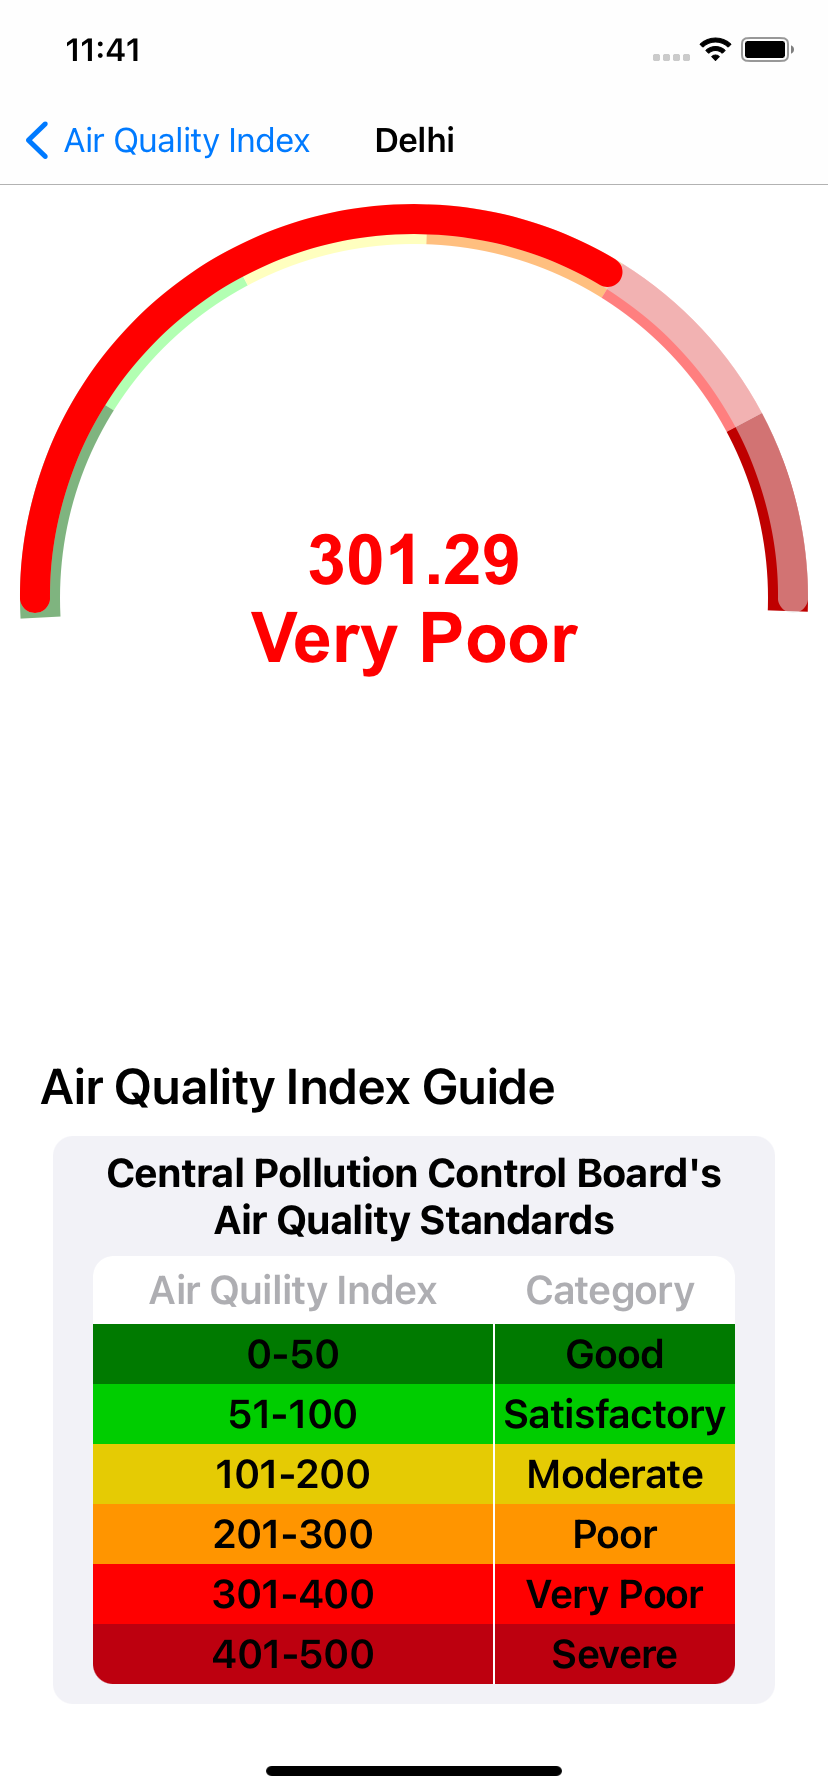 11:41
Air Quality Index Delhi
301.29
Very Poor
Air Quality Index Guide
Central Pollution Control Board's
Air Quality Standards
Air Quility Index Category
0-50 Good
51-100 Satisfactory
101-200 Moderate
201-300 Poor
301-400 Very Poor
401-500 Severe